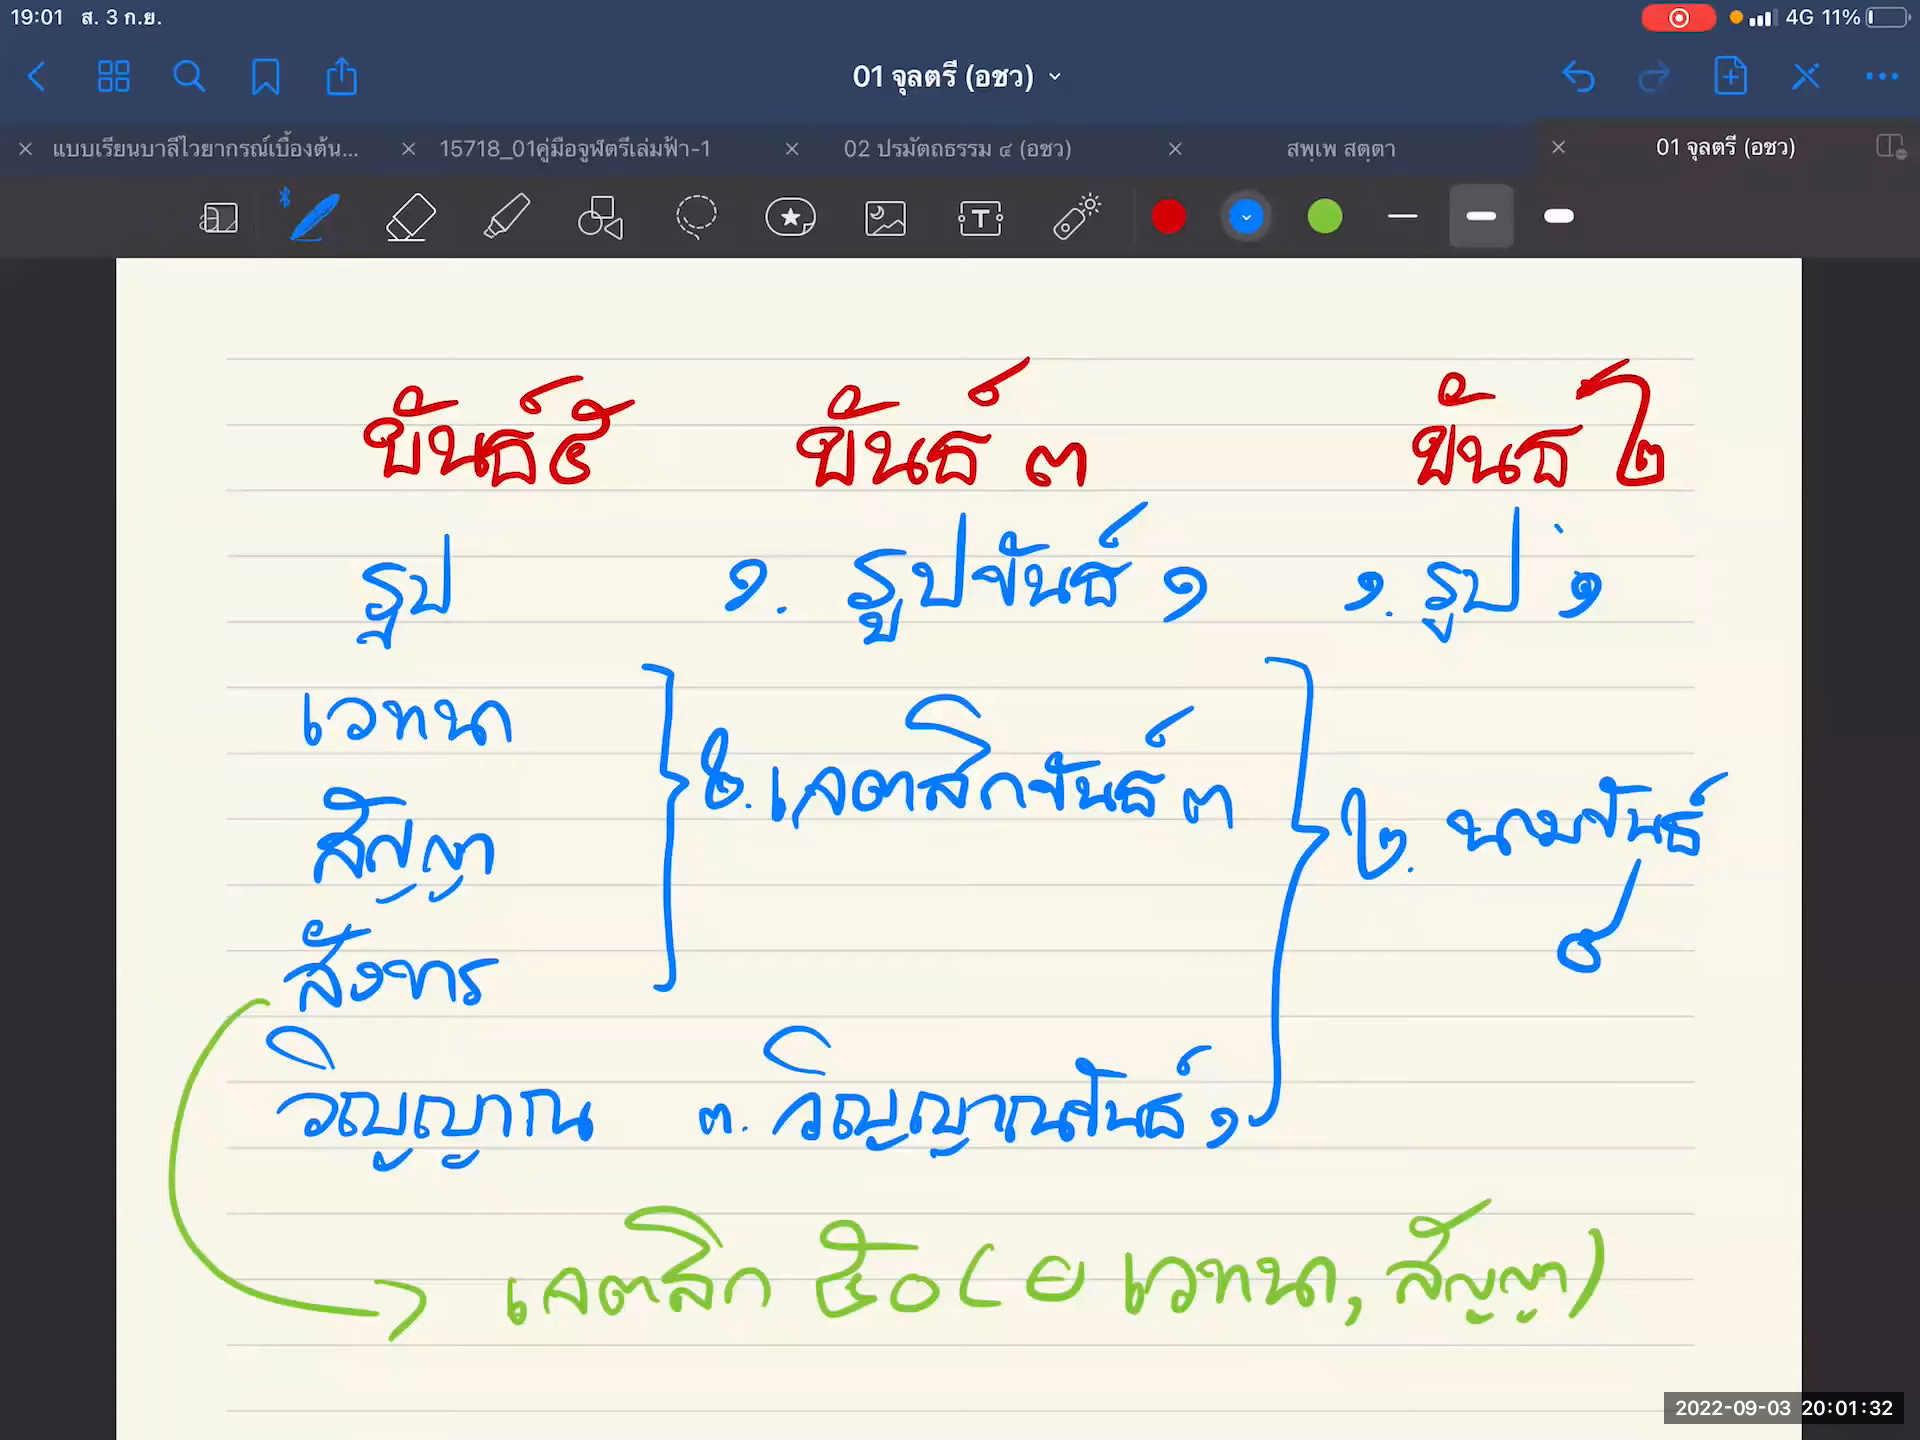 19:01 ส. 3 ก.ย.
4G 11%
01 จุลตรี (อชว)
แบบเรียนบาลีไวยากรณ์เบื้องต้น...
15718_01คู่มือจูฬตรีเล่มฟ้า-1
02 ปรมัตถธรรม ๔ (อชว)
สพฺเพ สตฺตา
01 จุลตรี (อชว)
ขันธ์ ๕ ขันธ์ ๓ ขันธ์ ๒
รูป ๑. รูปขันธ์ ๑ ๑. รูป ๑
เวทนา
๒. เจตสิกขันธ์ ๓
๒. นามขันธ์
สัญญา
๔
สังขาร
วิญญาณ ๓. วิญญาณขันธ์ ๑
เจตสิก ๕๐ (⊖ เวทนา, สัญญา)
2022-09-03 20:01:32